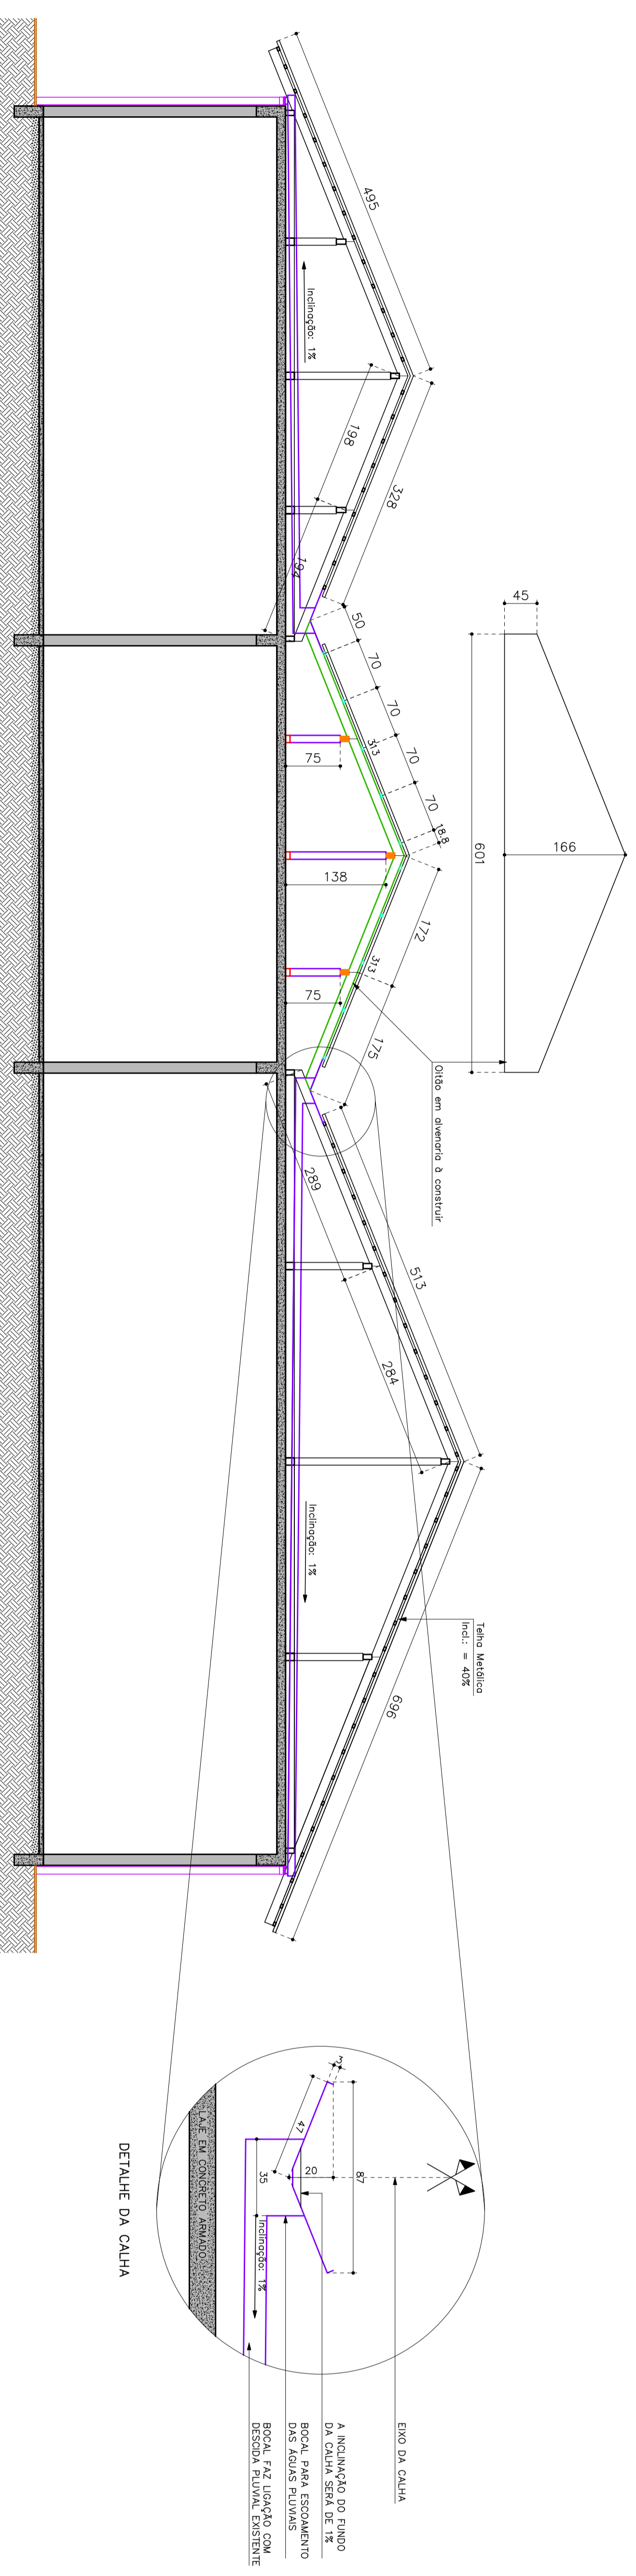 495
Inclinação: 1%
198
328
194
50
70
70
70
70
18.8
313
75
138
75
313
172
175
45
601
166
Oitão em alvenaria à construir
289
513
284
Inclinação: 1%
Telha Metálica
Incl.: = 40%
696
3
47
20
87
35
Inclinação: 1%
LAJE EM CONCRETO ARMADO
EIXO DA CALHA
A INCLINAÇÃO DO FUNDO
DA CALHA SERÁ DE 1%
BOCAL PARA ESCOAMENTO
DAS ÁGUAS PLUVIAIS
BOCAL FAZ LIGAÇÃO COM
DESCIDA PLUVIAL EXISTENTE
DETALHE DA CALHA